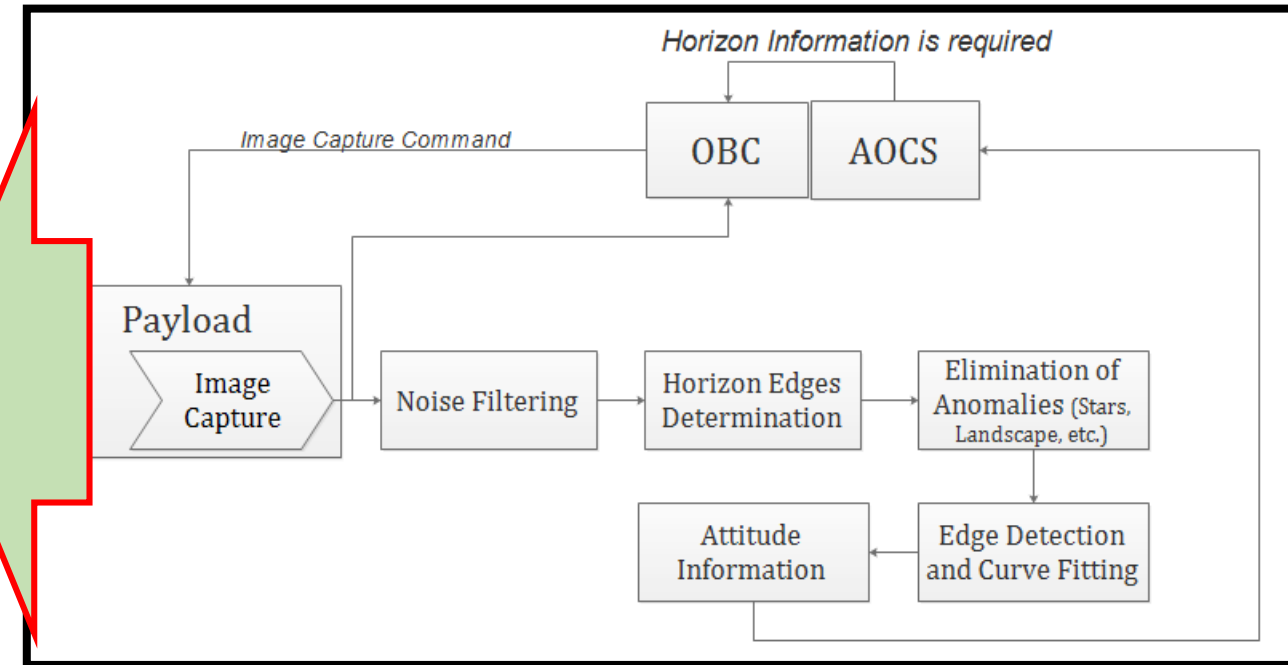 Horizon Information is required
Image Capture Command
OBC
AOCS
Payload
Image
Capture
Noise Filtering
Horizon Edges
Determination
Elimination of
Anomalies (Stars,
Landscape, etc.)
Attitude
Information
Edge Detection
and Curve Fitting